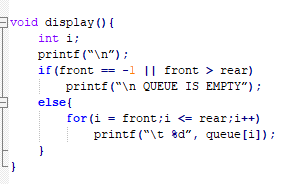 void display(){
int i;
printf(“\n”);
if(front == -1 || front > rear)
printf(“\n QUEUE IS EMPTY”);
else{
for(i = front;i <= rear;i++)
printf(“\t %d”, queue[i]);
}
}